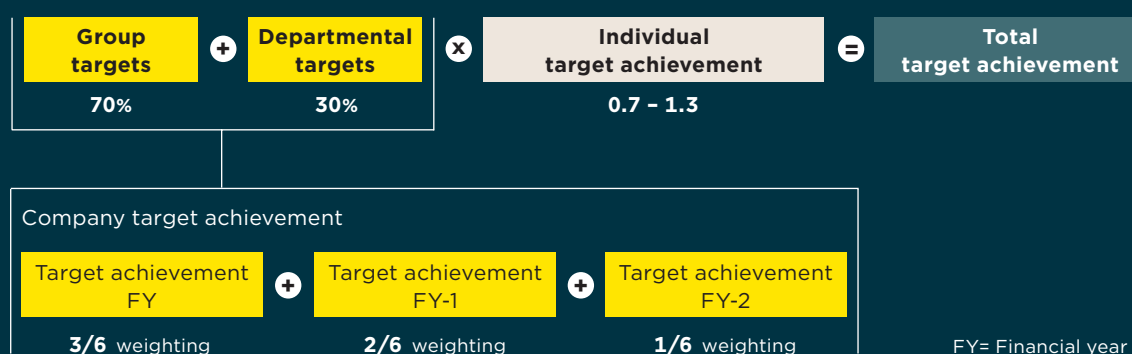 Group targets + Departmental targets x Individual target achievement = Total target achievement
70% 30% 0.7 – 1.3
Company target achievement
Target achievement FY + Target achievement FY-1 + Target achievement FY-2
3/6 weighting 2/6 weighting 1/6 weighting FY= Financial year